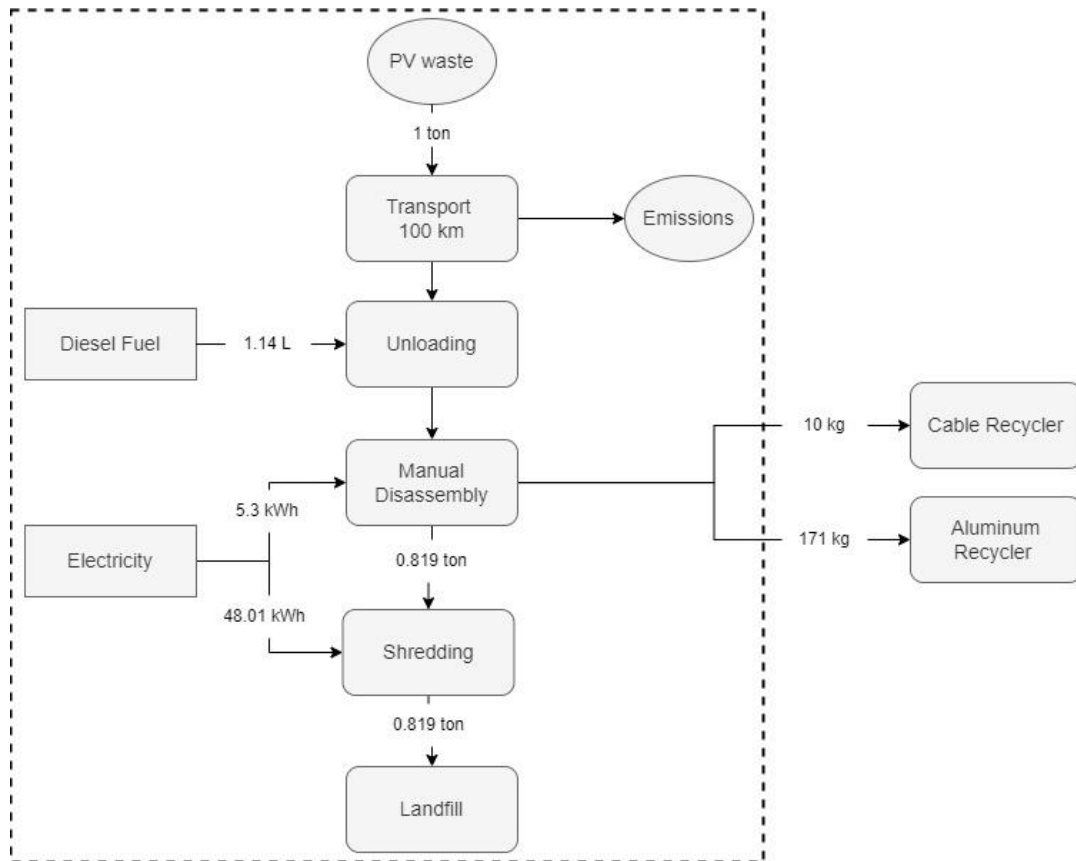 PV waste
1 ton
Transport
100 km
Emissions
Diesel Fuel
1.14 L
Unloading
10 kg
Cable Recycler
Manual
Disassembly
5.3 kWh
171 kg
Aluminum
Recycler
Electricity
0.819 ton
48.01 kWh
Shredding
0.819 ton
Landfill